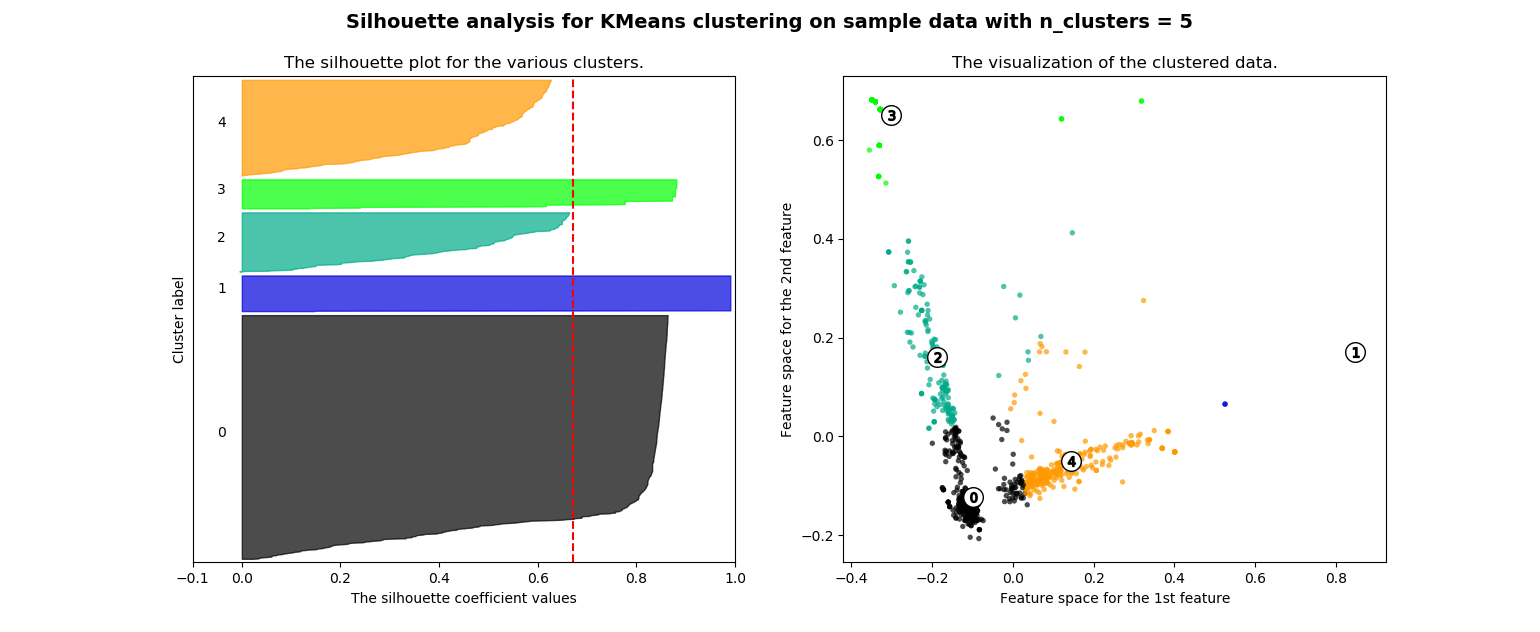 Silhouette analysis for KMeans clustering on sample data with n_clusters = 5
The silhouette plot for the various clusters.
Cluster label
4
3
2
1
0
−0.1 0.0 0.2 0.4 0.6 0.8 1.0
The silhouette coefficient values
The visualization of the clustered data.
Feature space for the 2nd feature
0.6
0.4
0.2
0.0
−0.2
3
2
1
4
0
−0.4 −0.2 0.0 0.2 0.4 0.6 0.8
Feature space for the 1st feature